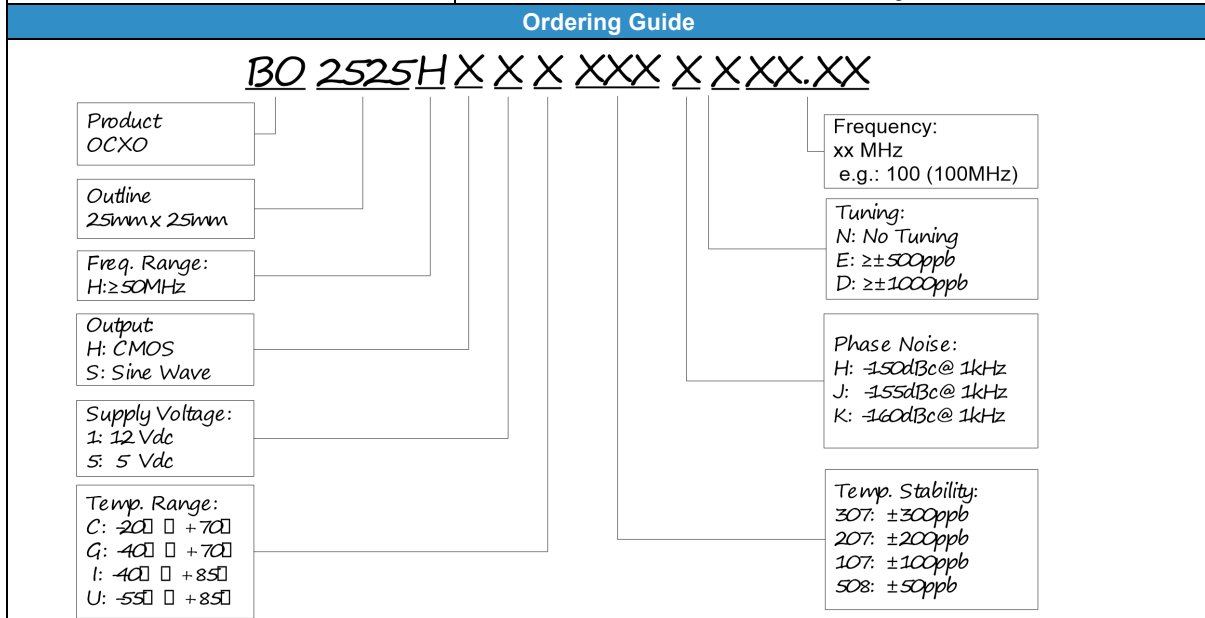 Ordering Guide
BO 2525HX X X XXX X X XX.XX
Product
OCXO
Outline
25mm x 25mm
Freq. Range:
H:≥50MHz
Output:
H: CMOS
S: Sine Wave
Supply Voltage:
1: 12 Vdc
5: 5 Vdc
Temp. Range:
C: -20□ □ +70□
G: -40□ □ +70□
I: -40□ □ +85□
U: -55□ □ +85□
Frequency:
xx MHz
e.g.: 100 (100MHz)
Tuning:
N: No Tuning
E: ≥±500ppb
D: ≥±1000ppb
Phase Noise:
H: -150dBc@ 1kHz
J: -155dBc@ 1kHz
K: -160dBc@ 1kHz
Temp. Stability:
307: ±300ppb
207: ±200ppb
107: ±100ppb
508: ±50ppb